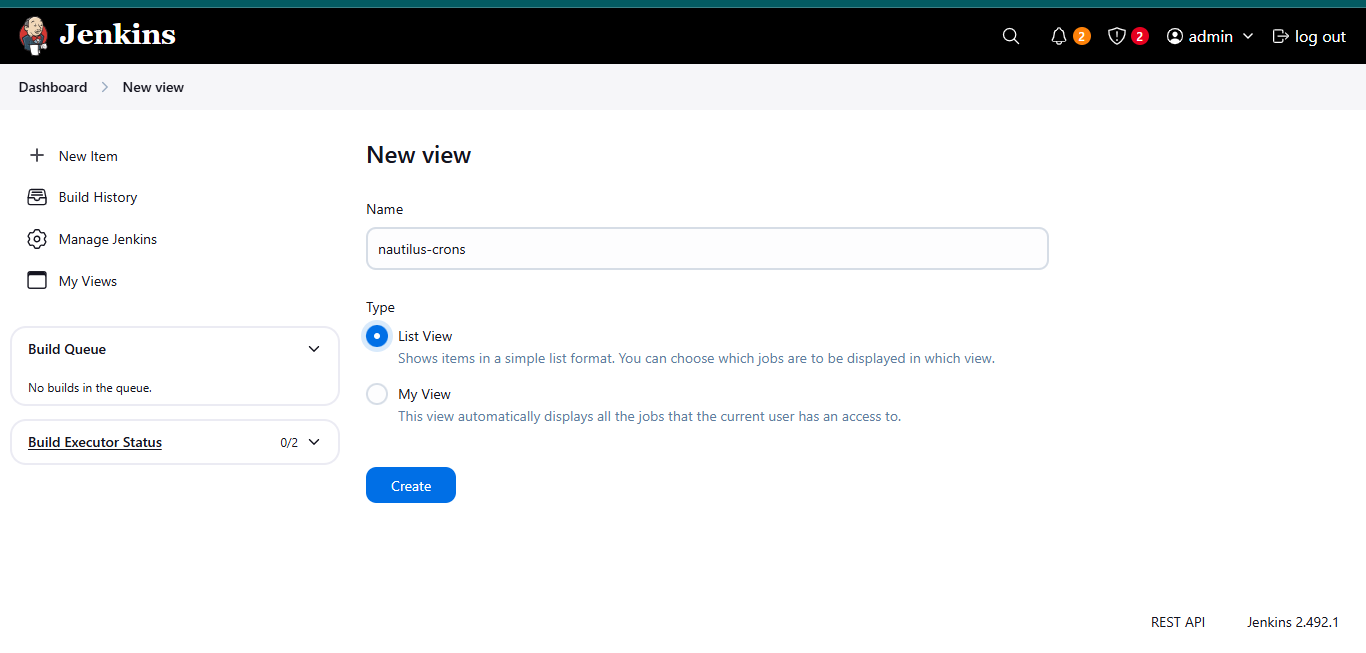 Jenkins
2
2
admin
log out
Dashboard
New view
New Item
Build History
Manage Jenkins
My Views
Build Queue
No builds in the queue.
Build Executor Status
0/2
New view
Name
nautilus-crons
Type
List View
Shows items in a simple list format. You can choose which jobs are to be displayed in which view.
My View
This view automatically displays all the jobs that the current user has an access to.
Create
REST API
Jenkins 2.492.1